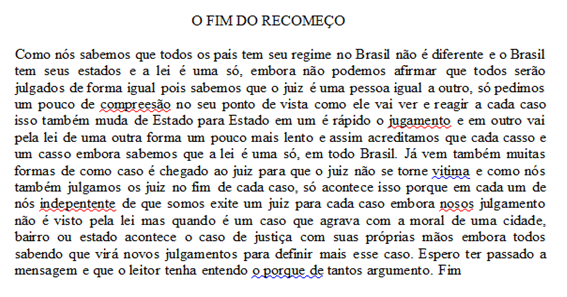 O FIM DO RECOMEÇO
Como nós sabemos que todos os pais tem seu regime no Brasil não é diferente e o Brasil
tem seus estados e a lei é uma só, embora não podemos afirmar que todos serão
julgados de forma igual pois sabemos que o juiz é uma pessoa igual a outro, só pedimos
um pouco de compreesão no seu ponto de vista como ele vai ver e reagir a cada caso
isso também muda de Estado para Estado em um é rápido o jugamento e em outro vai
pela lei de uma outra forma um pouco mais lento e assim acreditamos que cada casso e
um casso embora sabemos que a lei é uma só, em todo Brasil. Já vem também muitas
formas de como caso é chegado ao juiz para que o juiz não se torne vitima e como nós
também julgamos os juiz no fim de cada caso, só acontece isso porque em cada um de
nós indepentente de que somos exite um juiz para cada caso embora nosos julgamento
não é visto pela lei mas quando é um caso que agrava com a moral de uma cidade,
bairro ou estado acontece o caso de justiça com suas próprias mãos embora todos
sabendo que virá novos julgamentos para definir mais esse caso. Espero ter passado a
mensagem e que o leitor tenha entendo o porque de tantos argumento. Fim